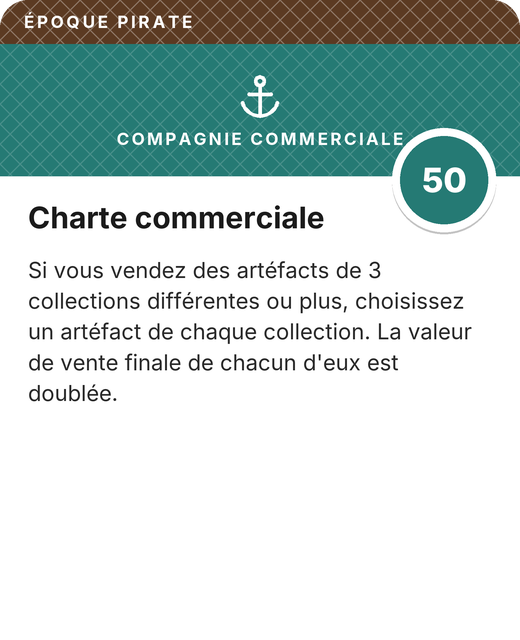 ÉPOQUE PIRATE
COMPAGNIE COMMERCIALE
50
Charte commerciale
Si vous vendez des artéfacts de 3
collections différentes ou plus, choisissez
un artéfact de chaque collection. La valeur
de vente finale de chacun d'eux est
doublée.